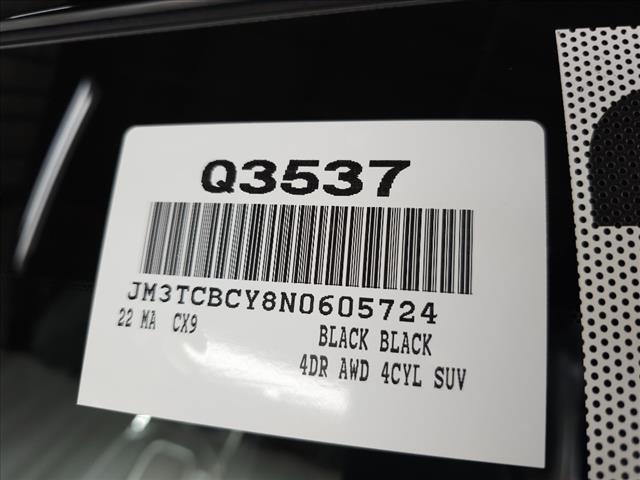 Q3537
JM3TCBCY8N0605724
22 MA CX9
BLACK BLACK
4DR AWD 4CYL SUV